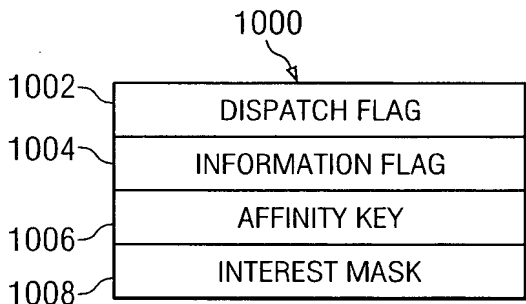 1000
1002 DISPATCH FLAG
1004 INFORMATION FLAG
1006 AFFINITY KEY
1008 INTEREST MASK